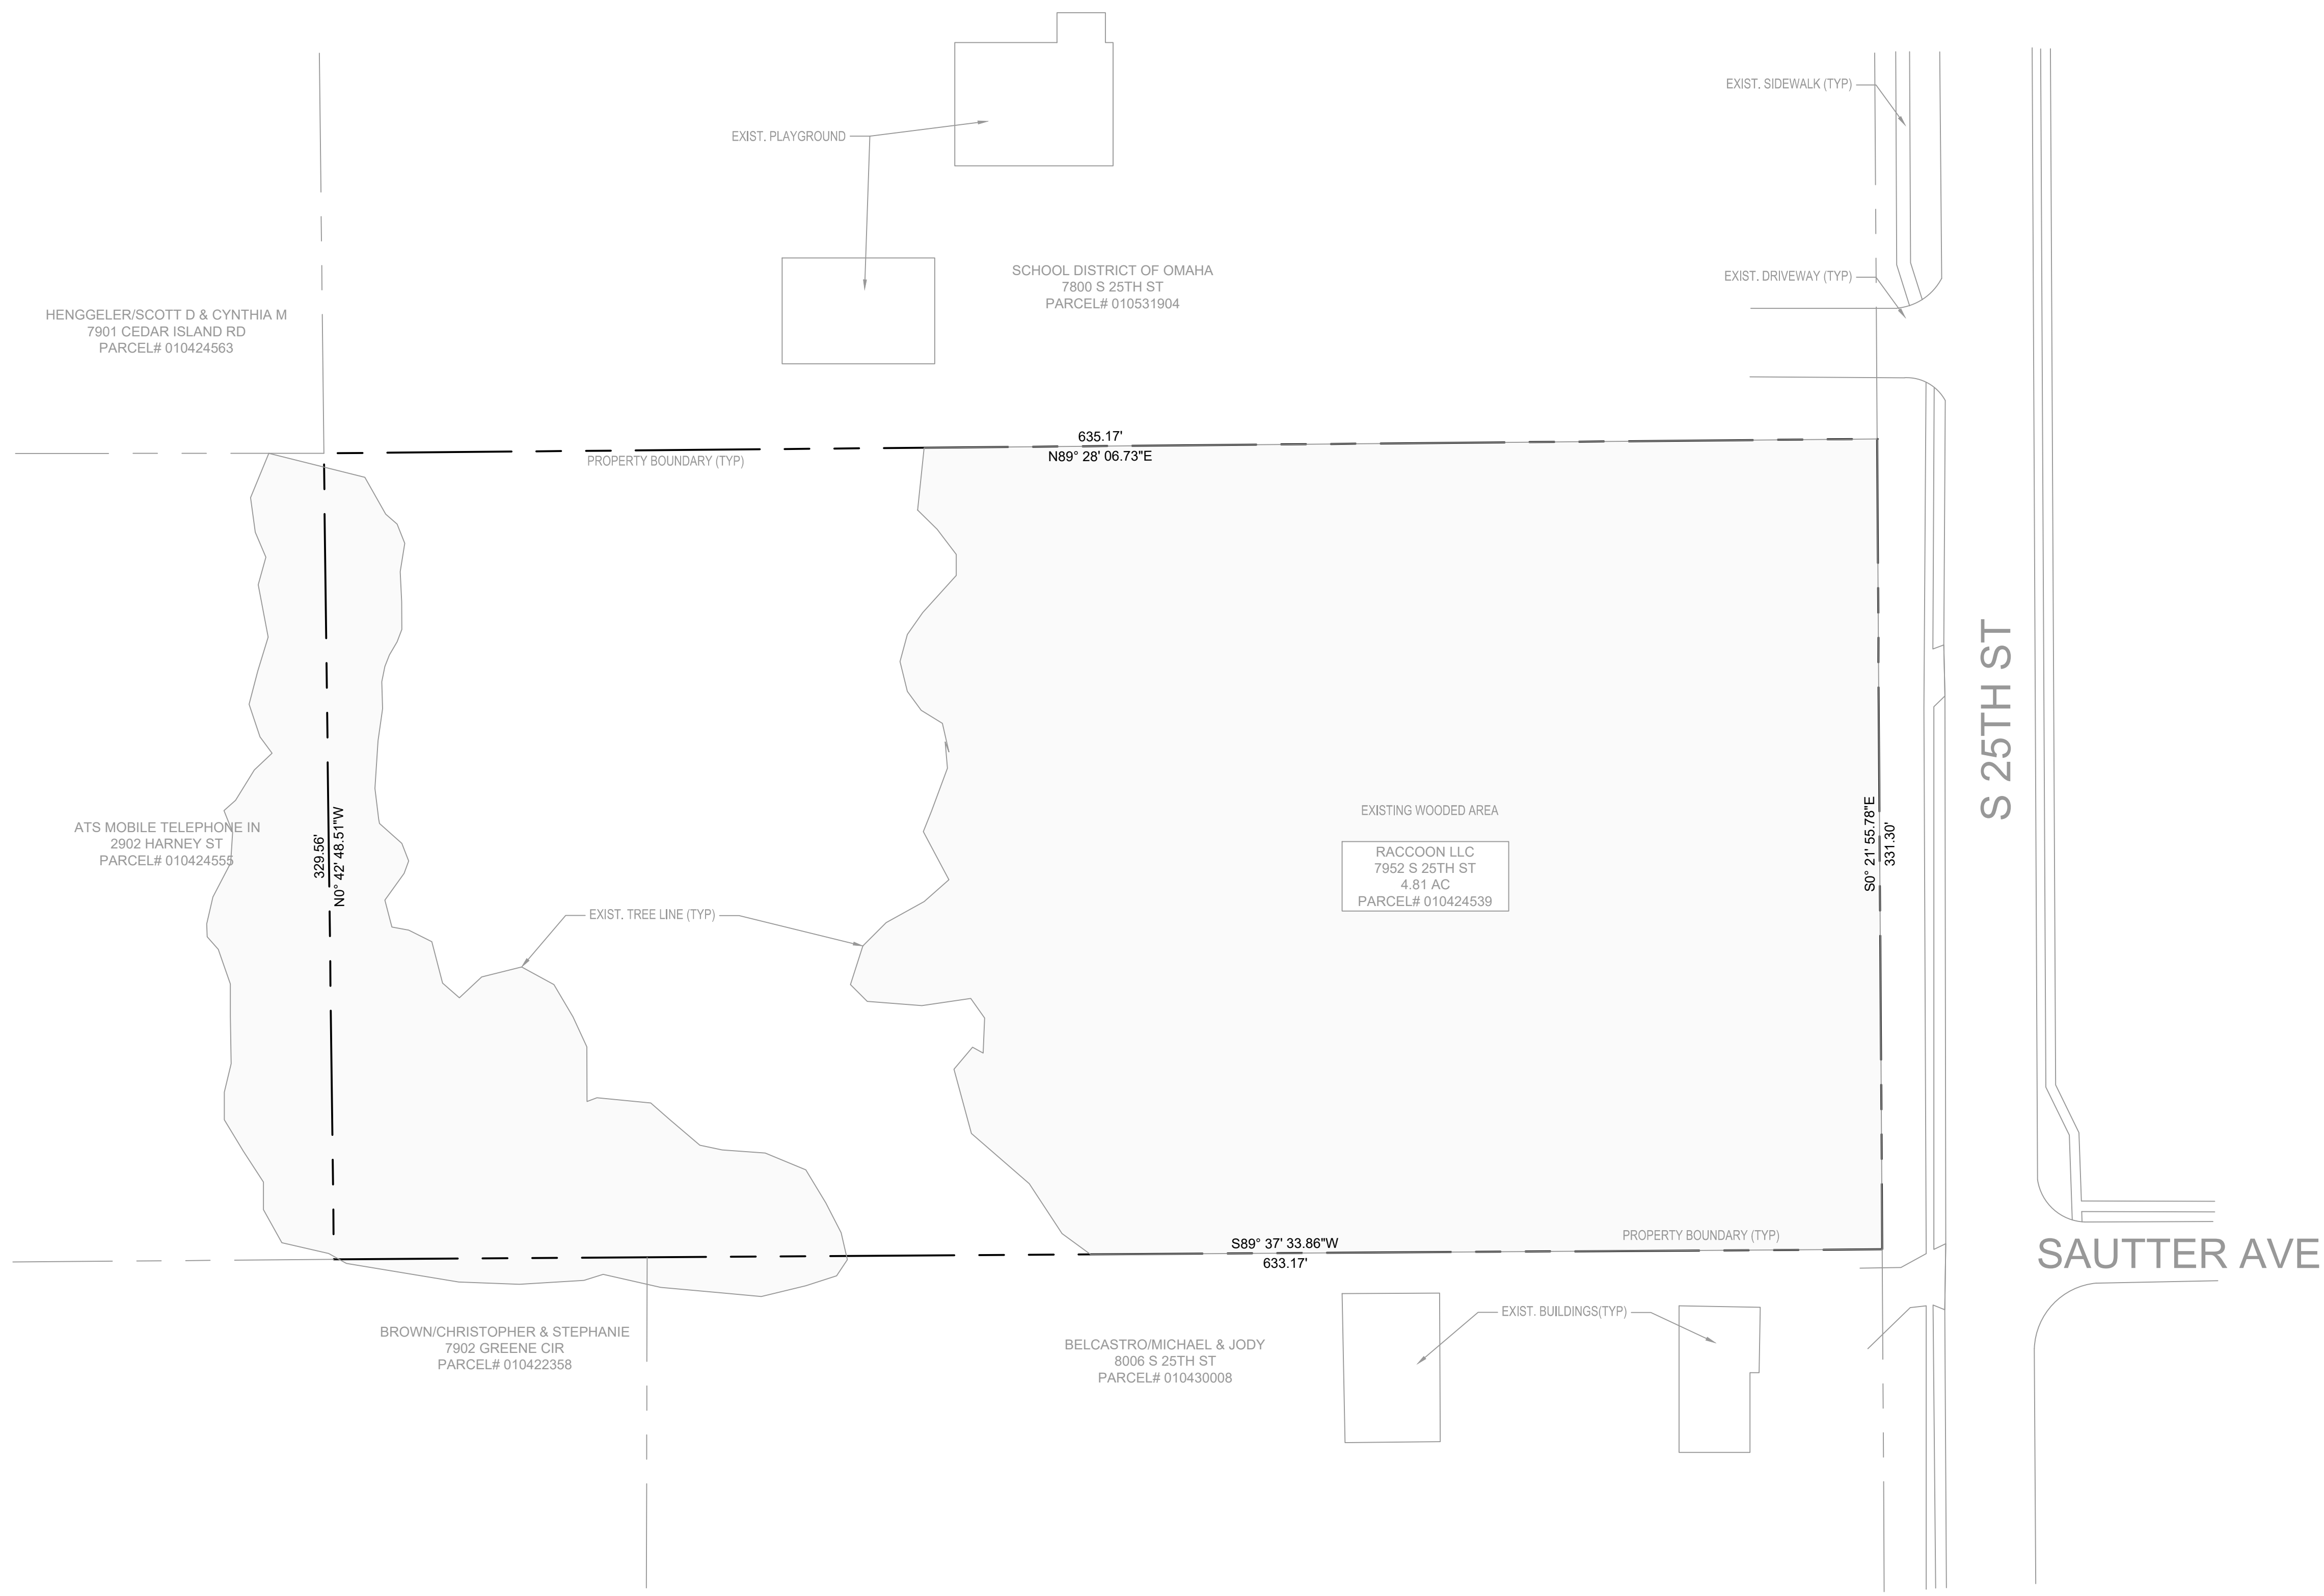 EXIST. SIDEWALK (TYP)
EXIST. PLAYGROUND
SCHOOL DISTRICT OF OMAHA
7800 S 25TH ST
PARCEL# 010531904
EXIST. DRIVEWAY (TYP)
HENGGELER/SCOTT D & CYNTHIA M
7901 CEDAR ISLAND RD
PARCEL# 010424563
635.17'
N89° 28' 06.73"E
PROPERTY BOUNDARY (TYP)
S 25TH ST
EXISTING WOODED AREA
RACCOON LLC
7952 S 25TH ST
4.81 AC
PARCEL# 010424539
S0° 21' 55.78"E
331.30'
ATS MOBILE TELEPHONE IN
2902 HARNEY ST
PARCEL# 010424555
329.56'
N0° 42' 48.51"W
EXIST. TREE LINE (TYP)
S89° 37' 33.86"W
633.17'
PROPERTY BOUNDARY (TYP)
SAUTTER AVE
EXIST. BUILDINGS(TYP)
BROWN/CHRISTOPHER & STEPHANIE
7902 GREENE CIR
PARCEL# 010422358
BELCASTRO/MICHAEL & JODY
8006 S 25TH ST
PARCEL# 010430008